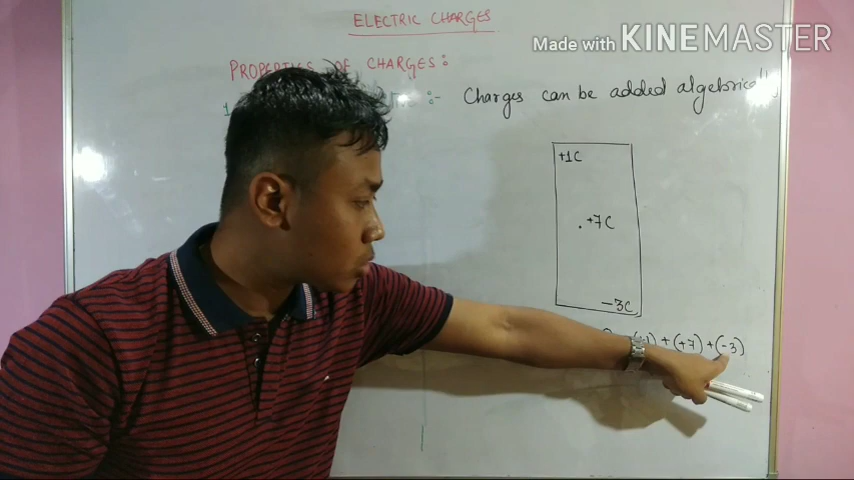 ELECTRIC CHARGES
Made with KINEMASTER
PROPERTIES OF CHARGES:
1
:- Charges can be added algebrically
+1C
+7C
-3C
+ (+7) + (-3)